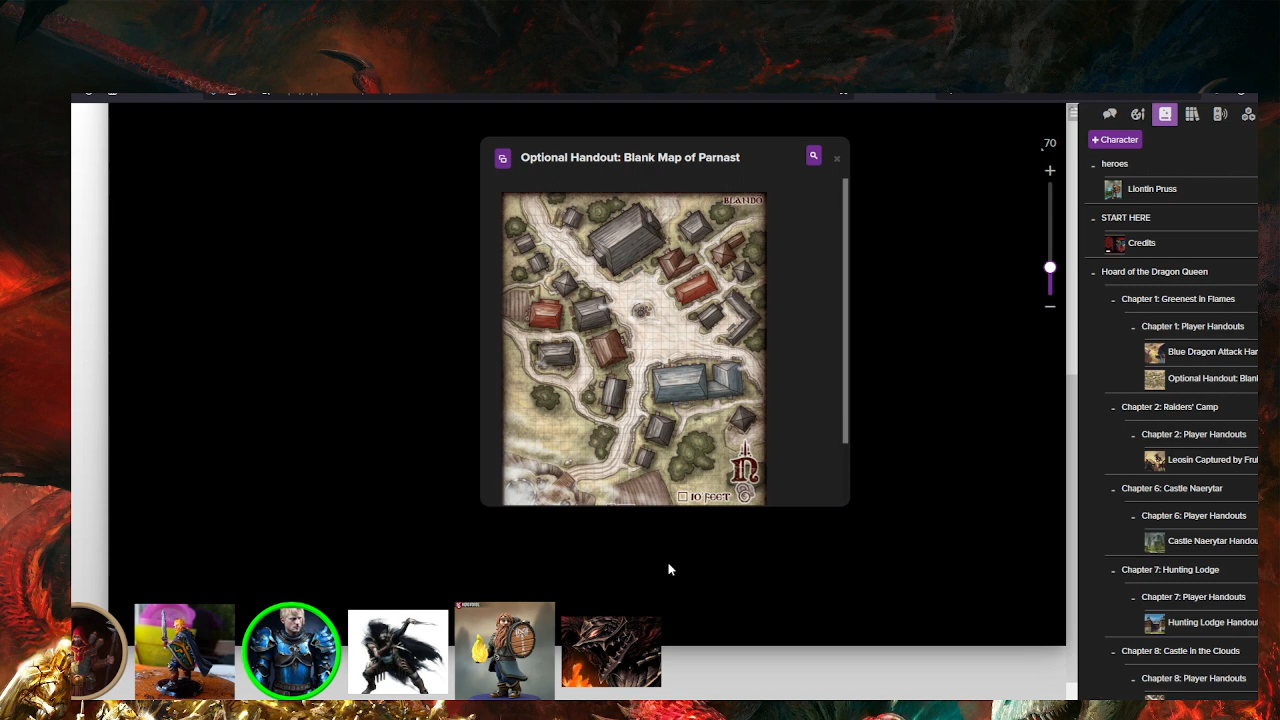 Optional Handout: Blank Map of Parnast
BLANDO
N
10 FEET
70
+ Character
heroes
Liontin Pruss
START HERE
Credits
Hoard of the Dragon Queen
Chapter 1: Greenest in Flames
Chapter 1: Player Handouts
Blue Dragon Attack Har
Optional Handout: Blan
Chapter 2: Raiders' Camp
Chapter 2: Player Handouts
Leosin Captured by Fru
Chapter 6: Castle Naerytar
Chapter 6: Player Handouts
Castle Naerytar Handou
Chapter 7: Hunting Lodge
Chapter 7: Player Handouts
Hunting Lodge Handou
Chapter 8: Castle in the Clouds
Chapter 8: Player Handouts